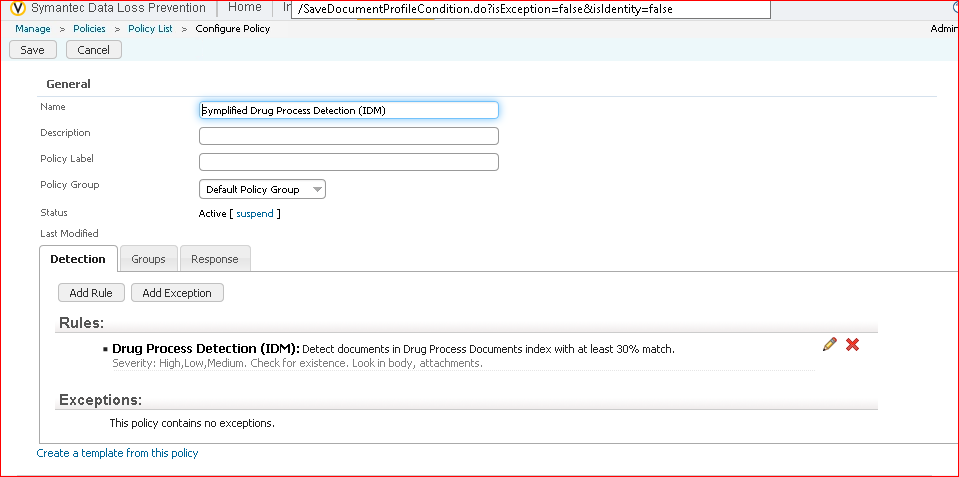 Symantec Data Loss Prevention Home In /SaveDocumentProfileCondition.do?isException=false&isIdentity=false
Manage > Policies > Policy List > Configure Policy Admin
Save Cancel
General
Name Symplified Drug Process Detection (IDM)
Description
Policy Label
Policy Group Default Policy Group
Status Active [ suspend ]
Last Modified
Detection Groups Response
Add Rule Add Exception
Rules:
▪ Drug Process Detection (IDM): Detect documents in Drug Process Documents index with at least 30% match.
Severity: High,Low,Medium. Check for existence. Look in body, attachments.
Exceptions:
This policy contains no exceptions.
Create a template from this policy